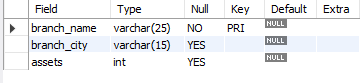 Field Type Null Key Default Extra
branch_name varchar(25) NO PRI NULL
branch_city varchar(15) YES NULL
assets int YES NULL